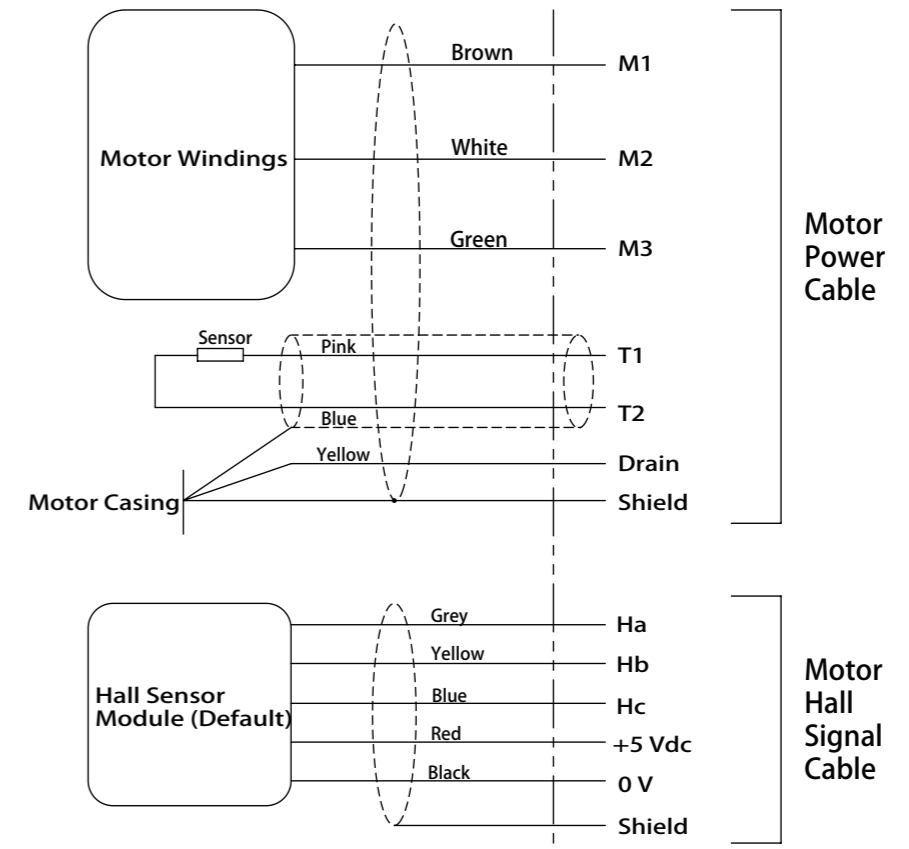 Brown
M1
Motor Windings
White
M2
Green
M3
Motor
Power
Cable
Sensor
Pink
T1
T2
Blue
Yellow
Drain
Motor Casing
Shield
Grey
Ha
Yellow
Hb
Hall Sensor
Module (Default)
Blue
Hc
Red
+5 Vdc
Black
0 V
Shield
Motor
Hall
Signal
Cable